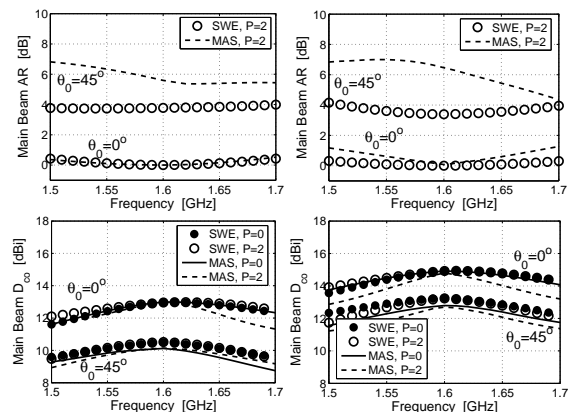 10
8
6
4
2
0
Main Beam AR [dB]
SWE, P=2
MAS, P=2
θ₀=45°
θ₀=0°
1.5 1.55 1.6 1.65 1.7
Frequency [GHz]
10
8
6
4
2
0
Main Beam AR [dB]
SWE, P=2
MAS, P=2
θ₀=45°
θ₀=0°
1.5 1.55 1.6 1.65 1.7
Frequency [GHz]
18
16
14
12
10
8
Main Beam D_co [dBi]
SWE, P=0
SWE, P=2
MAS, P=0
MAS, P=2
θ₀=0°
θ₀=45°
1.5 1.55 1.6 1.65 1.7
Frequency [GHz]
18
16
14
12
10
8
Main Beam D_co [dBi]
θ₀=0°
θ₀=45°
SWE, P=0
SWE, P=2
MAS, P=0
MAS, P=2
1.5 1.55 1.6 1.65 1.7
Frequency [GHz]